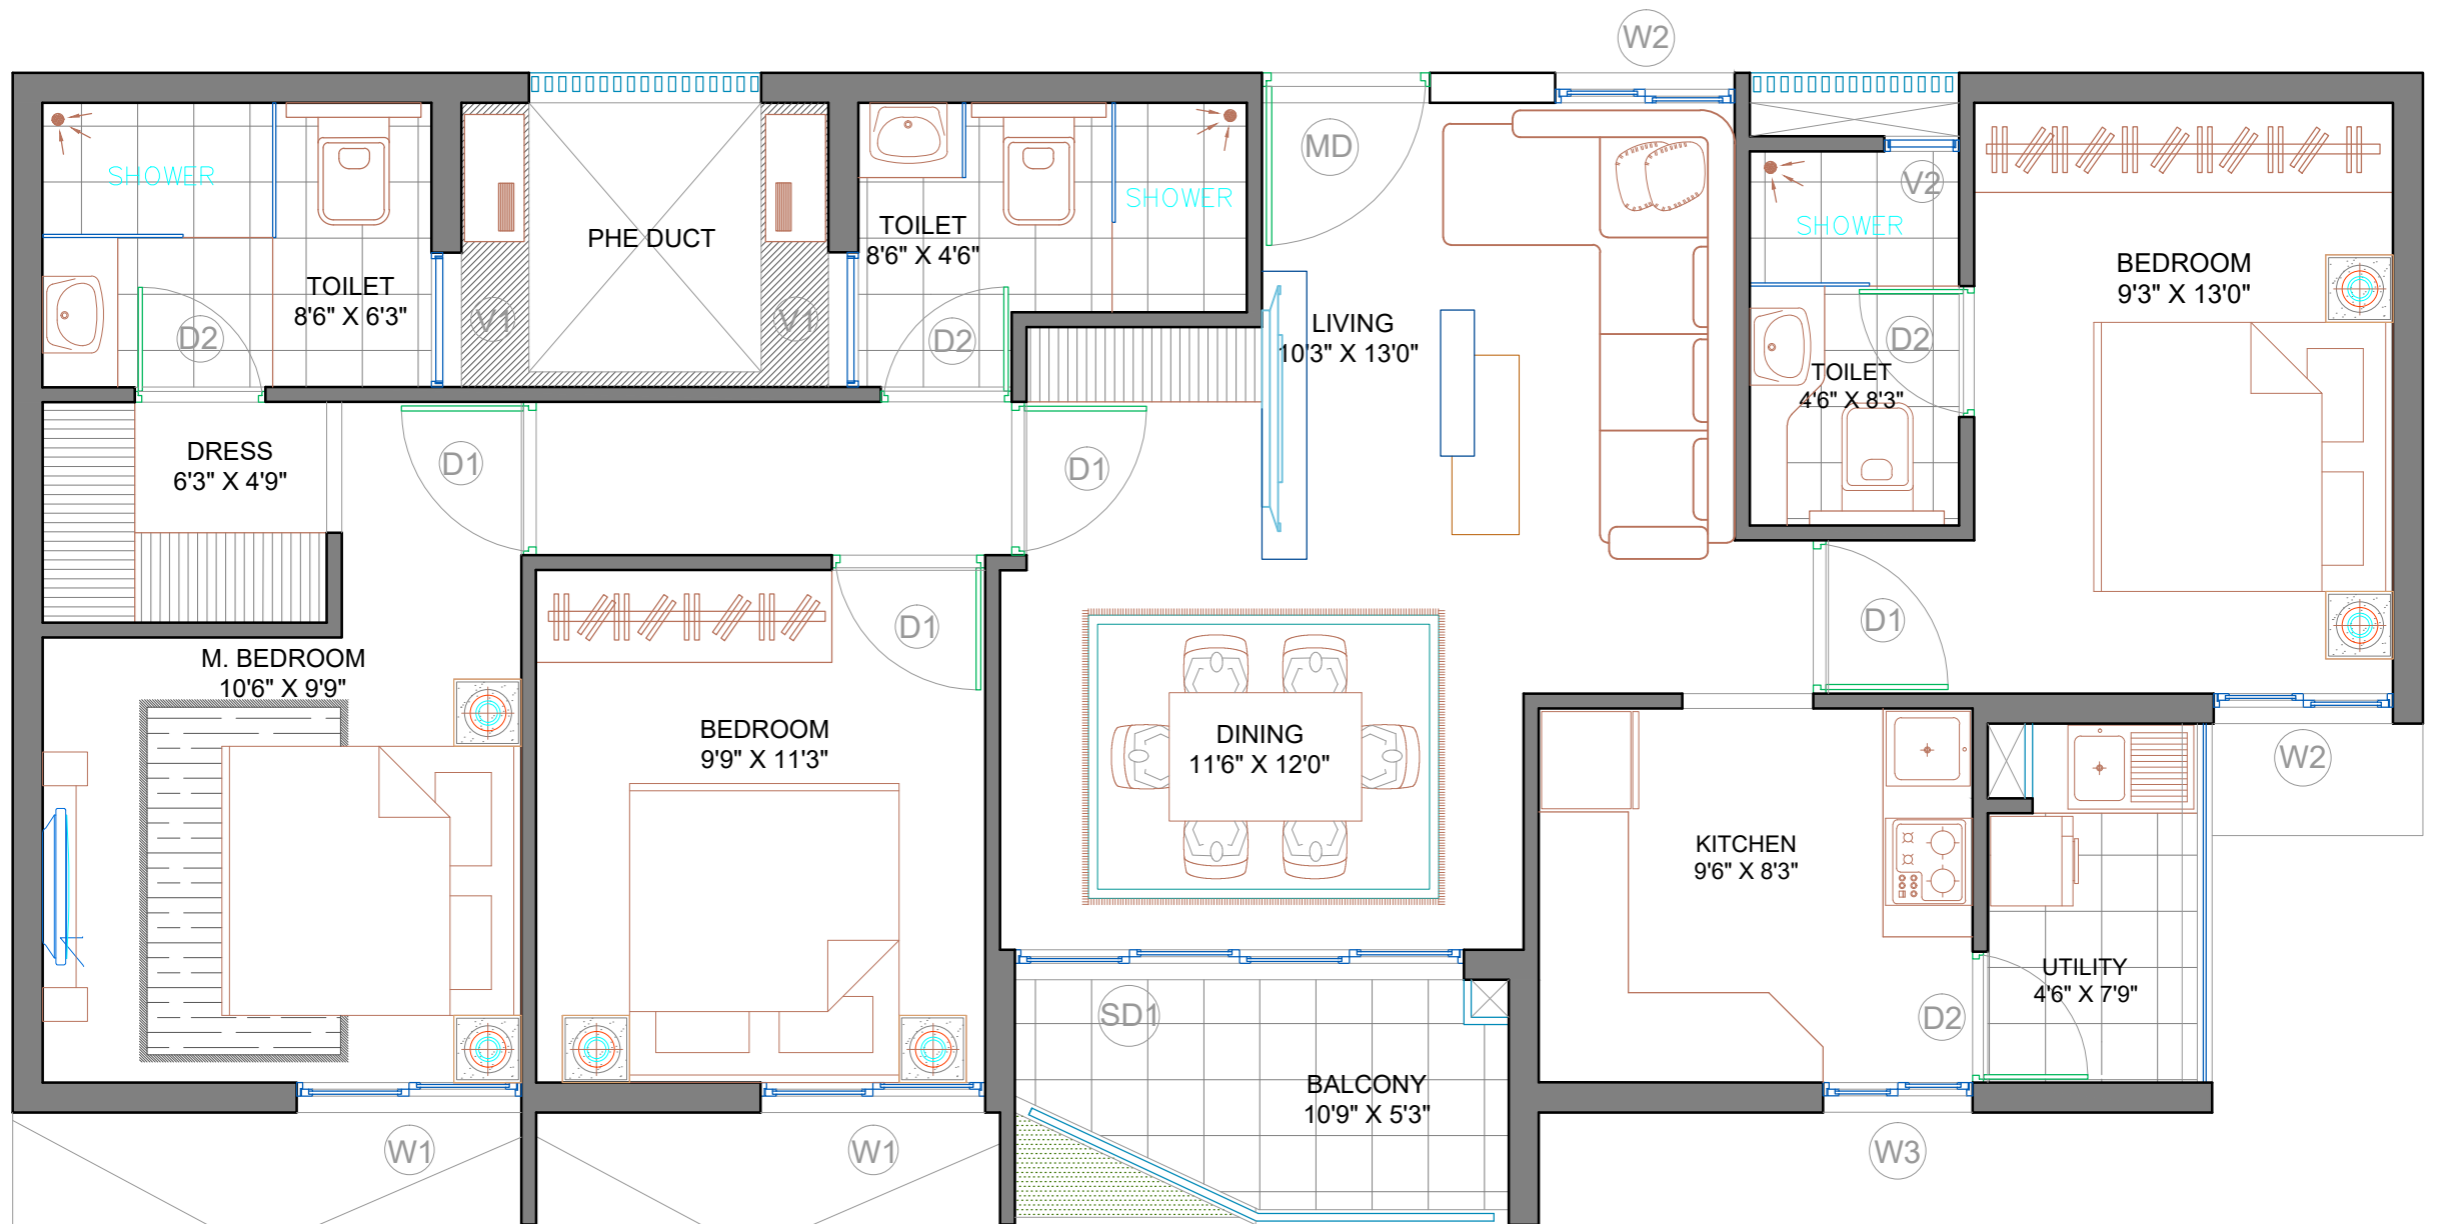 W2
MD
SHOWER
V2
SHOWER
TOILET
8'6" X 4'6"
PHE DUCT
SHOWER
BEDROOM
9'3" X 13'0"
TOILET
8'6" X 6'3"
V1
V1
D2
D2
LIVING
10'3" X 13'0"
D2
TOILET
4'6" X 8'3"
DRESS
6'3" X 4'9"
D1
D1
D1
D1
M. BEDROOM
10'6" X 9'9"
BEDROOM
9'9" X 11'3"
DINING
11'6" X 12'0"
W2
KITCHEN
9'6" X 8'3"
UTILITY
4'6" X 7'9"
SD1
D2
BALCONY
10'9" X 5'3"
W1
W1
W3